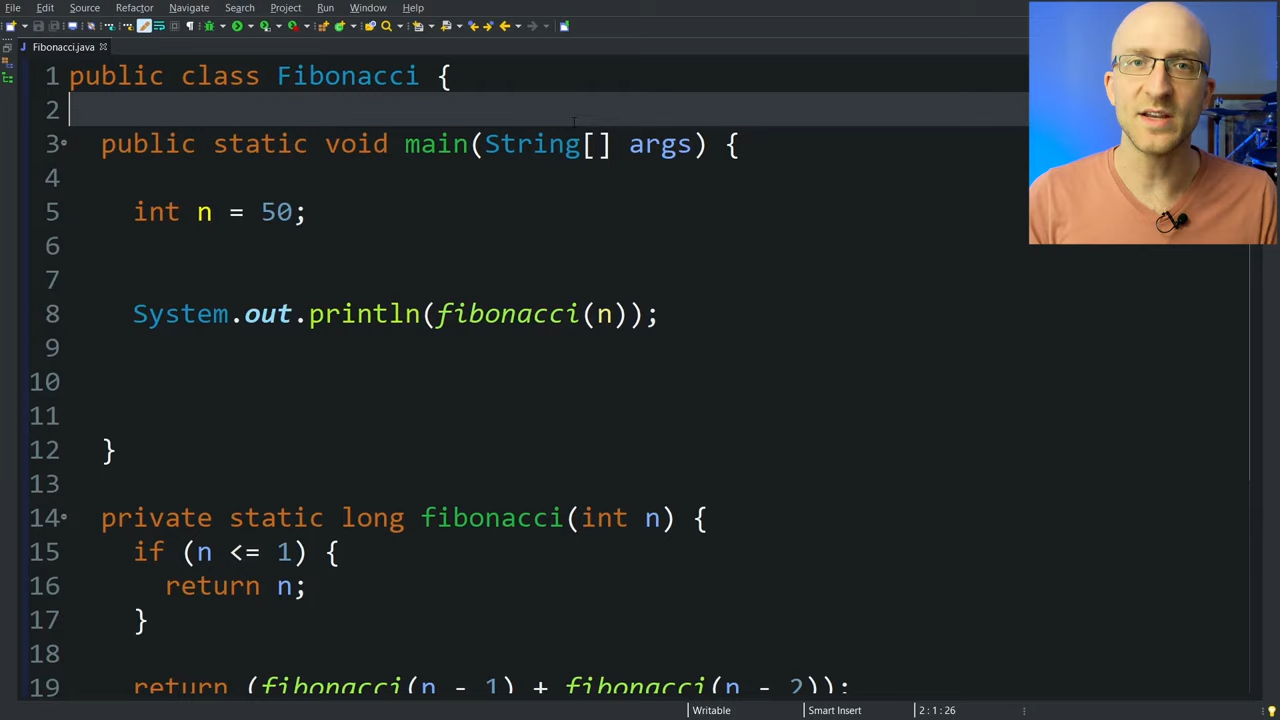 File Edit Source Refactor Navigate Search Project Run Window Help
Fibonacci.java
1 public class Fibonacci {
2
3 public static void main(String[] args) {
4
5 int n = 50;
6
7
8 System.out.println(fibonacci(n));
9
10
11
12 }
13
14 private static long fibonacci(int n) {
15 if (n <= 1) {
16 return n;
17 }
18
19 return (fibonacci(n - 1) + fibonacci(n - 2));
Writable Smart Insert 2 : 1 : 26